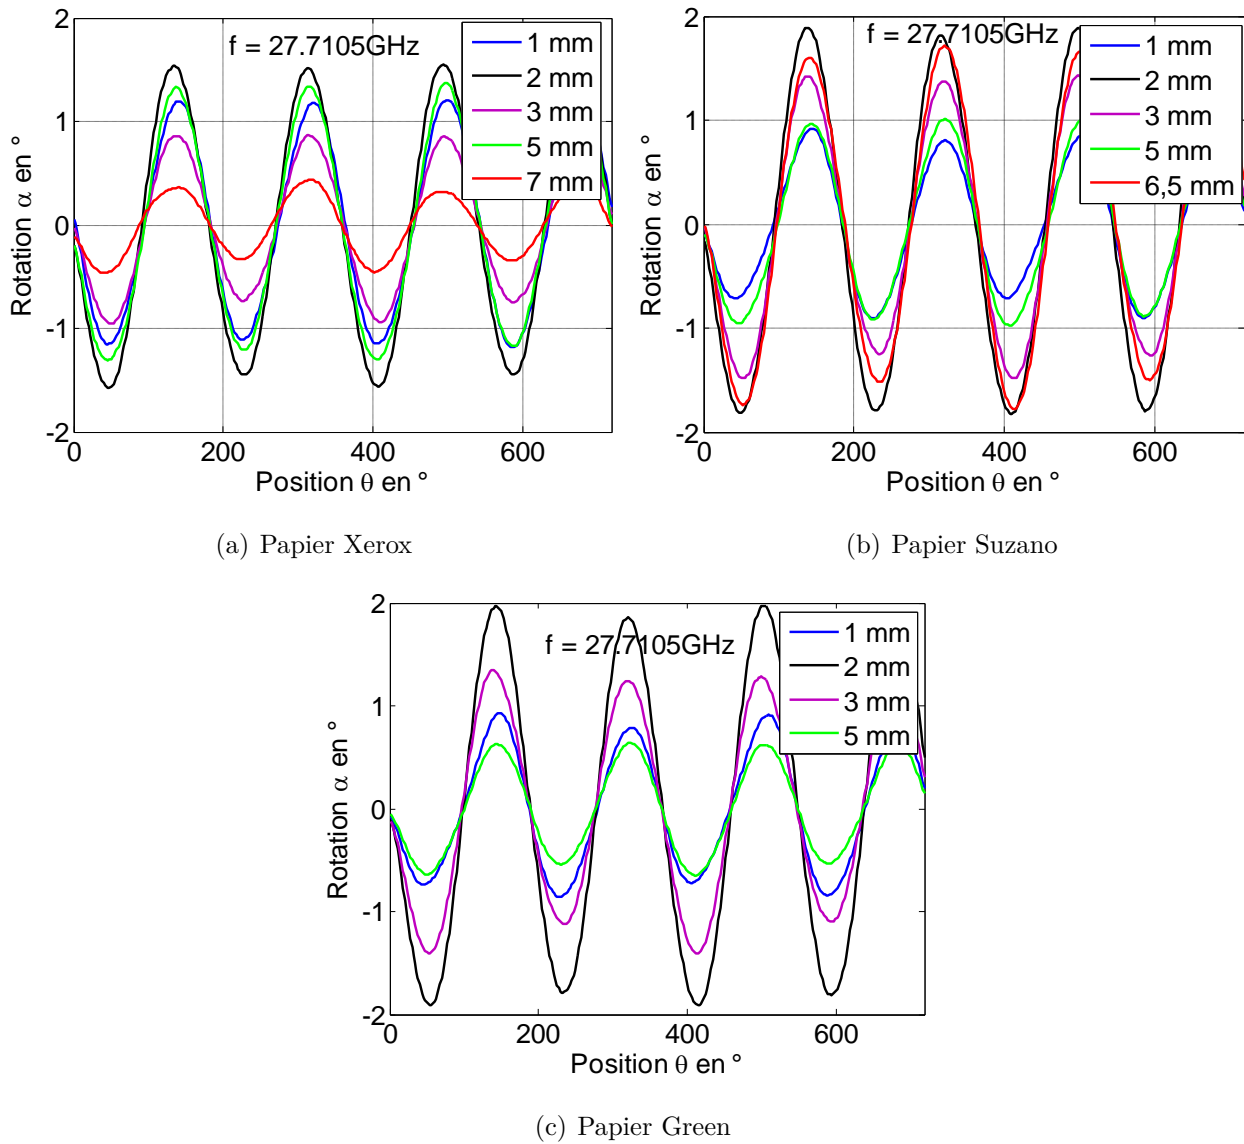 2
1
0
-1
-2
0
200
400
600
Rotation α en °
Position θ en °
f = 27.7105GHz
1 mm
2 mm
3 mm
5 mm
7 mm
(a) Papier Xerox
2
1
0
-1
-2
0
200
400
600
Rotation α en °
Position θ en °
f = 27.7105GHz
1 mm
2 mm
3 mm
5 mm
6,5 mm
(b) Papier Suzano
2
1
0
-1
-2
0
200
400
600
Rotation α en °
Position θ en °
f = 27.7105GHz
1 mm
2 mm
3 mm
5 mm
(c) Papier Green